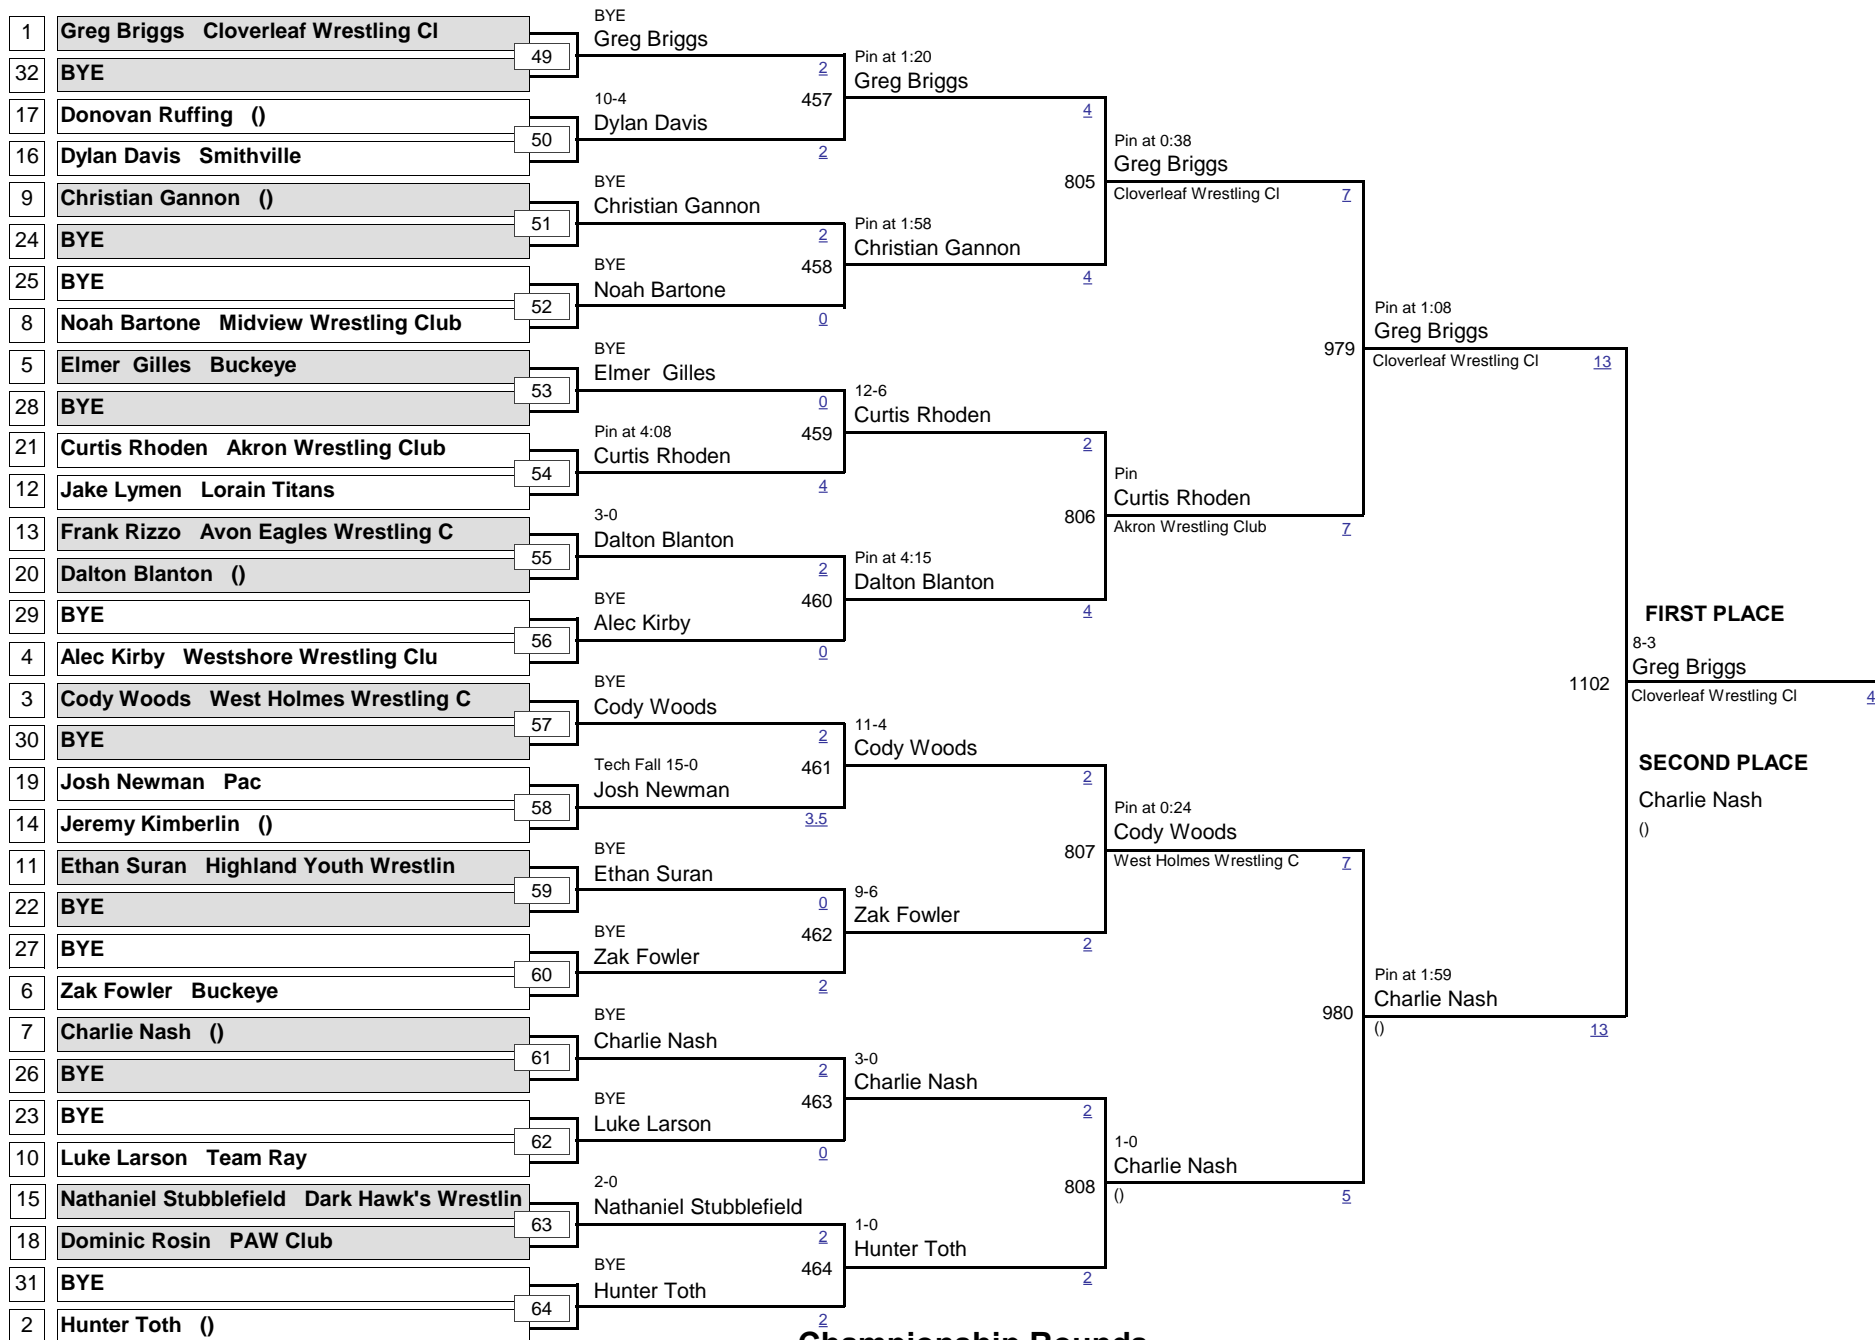 1 Greg Briggs Cloverleaf Wrestling Cl
32 BYE
17 Donovan Ruffing ()
16 Dylan Davis Smithville
9 Christian Gannon ()
24 BYE
25 BYE
8 Noah Bartone Midview Wrestling Club
5 Elmer Gilles Buckeye
28 BYE
21 Curtis Rhoden Akron Wrestling Club
12 Jake Lymen Lorain Titans
13 Frank Rizzo Avon Eagles Wrestling C
20 Dalton Blanton ()
29 BYE
4 Alec Kirby Westshore Wrestling Clu
3 Cody Woods West Holmes Wrestling C
30 BYE
19 Josh Newman Pac
14 Jeremy Kimberlin ()
11 Ethan Suran Highland Youth Wrestlin
22 BYE
27 BYE
6 Zak Fowler Buckeye
7 Charlie Nash ()
26 BYE
23 BYE
10 Luke Larson Team Ray
15 Nathaniel Stubblefield Dark Hawk's Wrestlin
18 Dominic Rosin PAW Club
31 BYE
2 Hunter Toth ()
49
50
51
52
53
54
55
56
57
58
59
60
61
62
63
64
BYE
Greg Briggs
2
457
10-4
Dylan Davis
2
BYE
Christian Gannon
2
458
BYE
Noah Bartone
0
BYE
Elmer Gilles
0
459
Pin at 4:08
Curtis Rhoden
4
3-0
Dalton Blanton
2
460
BYE
Alec Kirby
0
BYE
Cody Woods
2
461
Tech Fall 15-0
Josh Newman
3.5
BYE
Ethan Suran
0
462
BYE
Zak Fowler
2
BYE
Charlie Nash
2
463
BYE
Luke Larson
0
2-0
Nathaniel Stubblefield
2
464
BYE
Hunter Toth
2
Pin at 1:20
Greg Briggs
4
805
Pin at 1:58
Christian Gannon
4
12-6
Curtis Rhoden
2
806
Pin at 4:15
Dalton Blanton
4
11-4
Cody Woods
2
807
9-6
Zak Fowler
2
3-0
Charlie Nash
2
808
1-0
Hunter Toth
2
Pin at 0:38
Greg Briggs
Cloverleaf Wrestling Cl 7
979
Pin
Curtis Rhoden
Akron Wrestling Club 7
Pin at 0:24
Cody Woods
West Holmes Wrestling C 7
980
1-0
Charlie Nash
() 5
Pin at 1:08
Greg Briggs
Cloverleaf Wrestling Cl 13
1102
Pin at 1:59
Charlie Nash
() 13
FIRST PLACE
8-3
Greg Briggs
Cloverleaf Wrestling Cl 4
SECOND PLACE
Charlie Nash
()
Championship Rounds